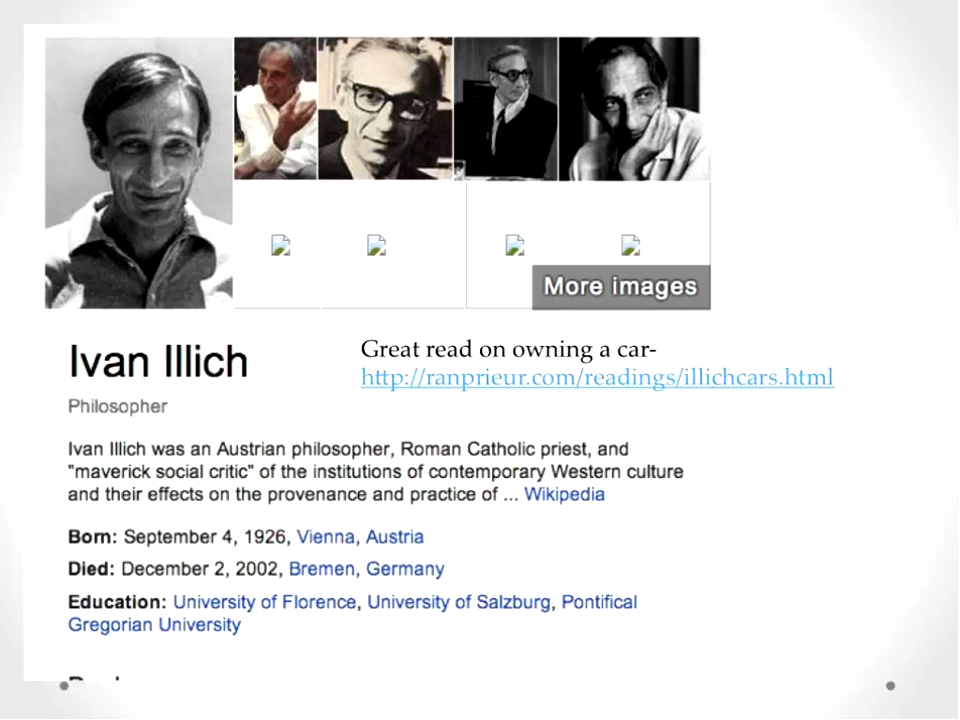 More images
Ivan Illich
Great read on owning a car-
http://ranprieur.com/readings/illichcars.html
Philosopher
Ivan Illich was an Austrian philosopher, Roman Catholic priest, and
"maverick social critic" of the institutions of contemporary Western culture
and their effects on the provenance and practice of ... Wikipedia
Born: September 4, 1926, Vienna, Austria
Died: December 2, 2002, Bremen, Germany
Education: University of Florence, University of Salzburg, Pontifical
Gregorian University